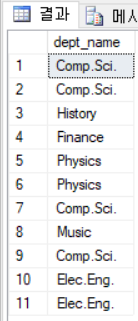 결과 메시
dept_name
1 Comp.Sci.
2 Comp.Sci.
3 History
4 Finance
5 Physics
6 Physics
7 Comp.Sci.
8 Music
9 Comp.Sci.
10 Elec.Eng.
11 Elec.Eng.